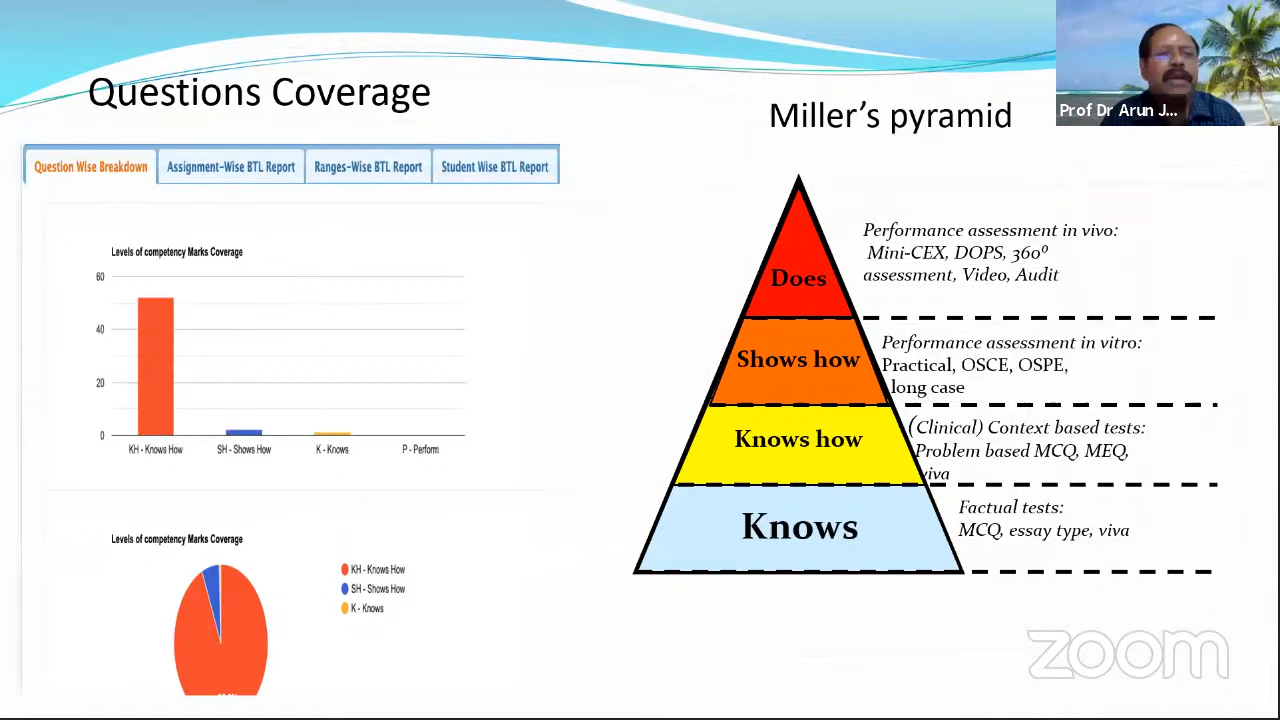 Questions Coverage
Miller's pyramid
Prof Dr Arun J...
Question Wise Breakdown
Assignment-Wise BTL Report
Ranges-Wise BTL Report
Student Wise BTL Report
Levels of competency Marks Coverage
60
40
20
0
KH - Knows How
SH - Shows How
K - Knows
P - Perform
Levels of competency Marks Coverage
KH - Knows How
SH - Shows How
K - Knows
Does
Performance assessment in vivo:
Mini-CEX, DOPS, 360⁰
assessment, Video, Audit
Shows how
Performance assessment in vitro:
Practical, OSCE, OSPE,
long case
Knows how
(Clinical) Context based tests:
Problem based MCQ, MEQ,
viva
Knows
Factual tests:
MCQ, essay type, viva
zoom